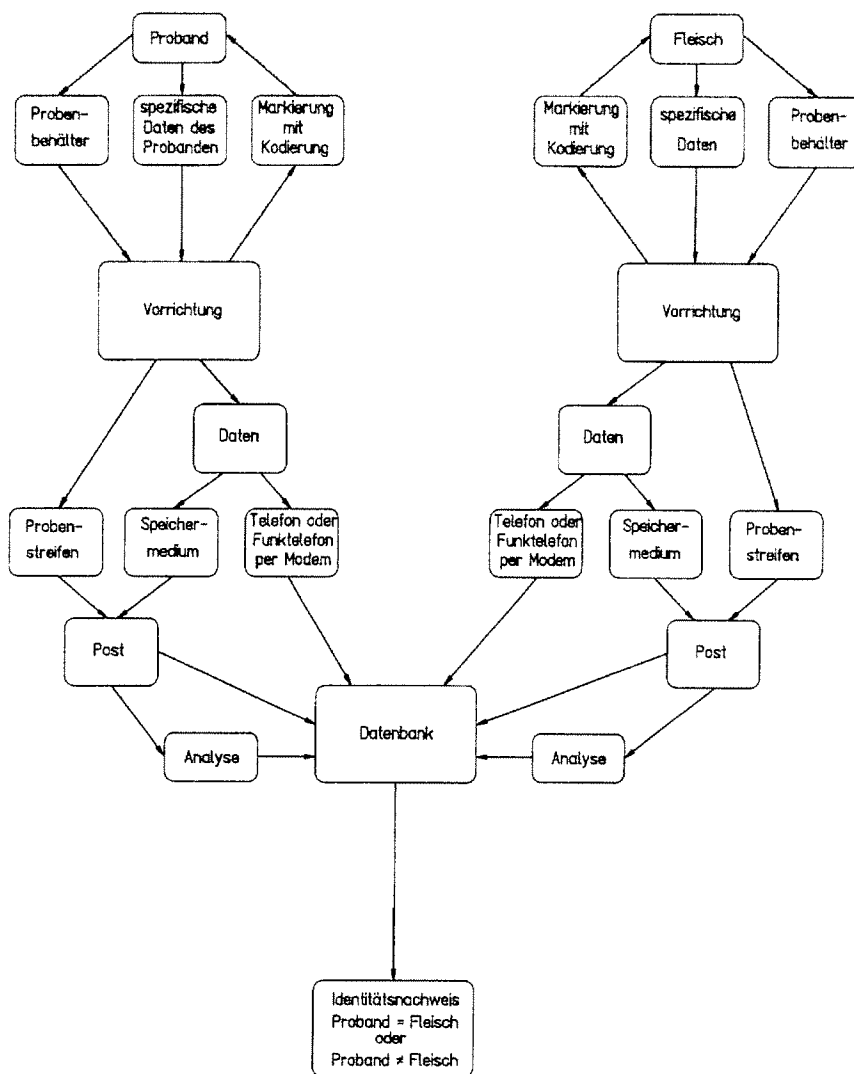 Proband
Proben-
behälter
spezifische
Daten des
Probanden
Markierung
mit
Kodierung
Vorrichtung
Daten
Proben-
streifen
Speicher-
medium
Telefon oder
Funktelefon
per Modem
Post
Analyse
Fleisch
Markierung
mit
Kodierung
spezifische
Daten
Proben-
behälter
Vorrichtung
Daten
Telefon oder
Funktelefon
per Modem
Speicher-
medium
Proben-
streifen
Post
Analyse
Datenbank
Identitätsnachweis
Proband = Fleisch
oder
Proband ≠ Fleisch